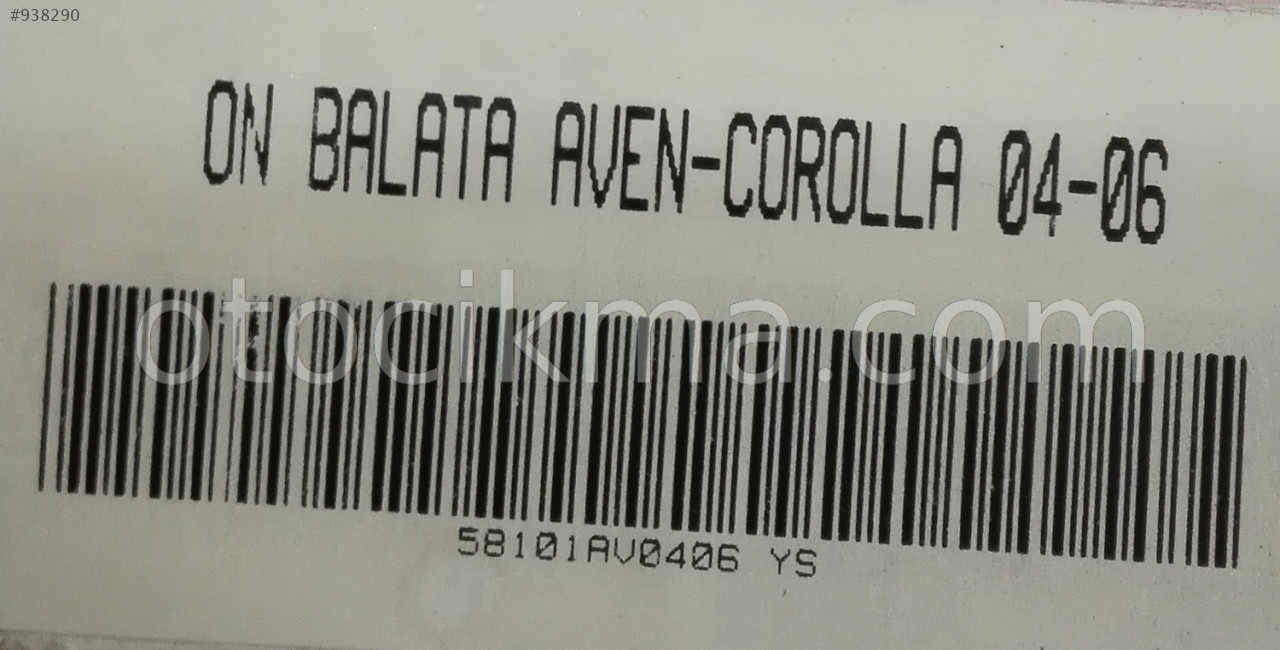 #938290
ON BALATA AVEN-COROLLA 04-06
otocikma.com
58101AV0406 YS